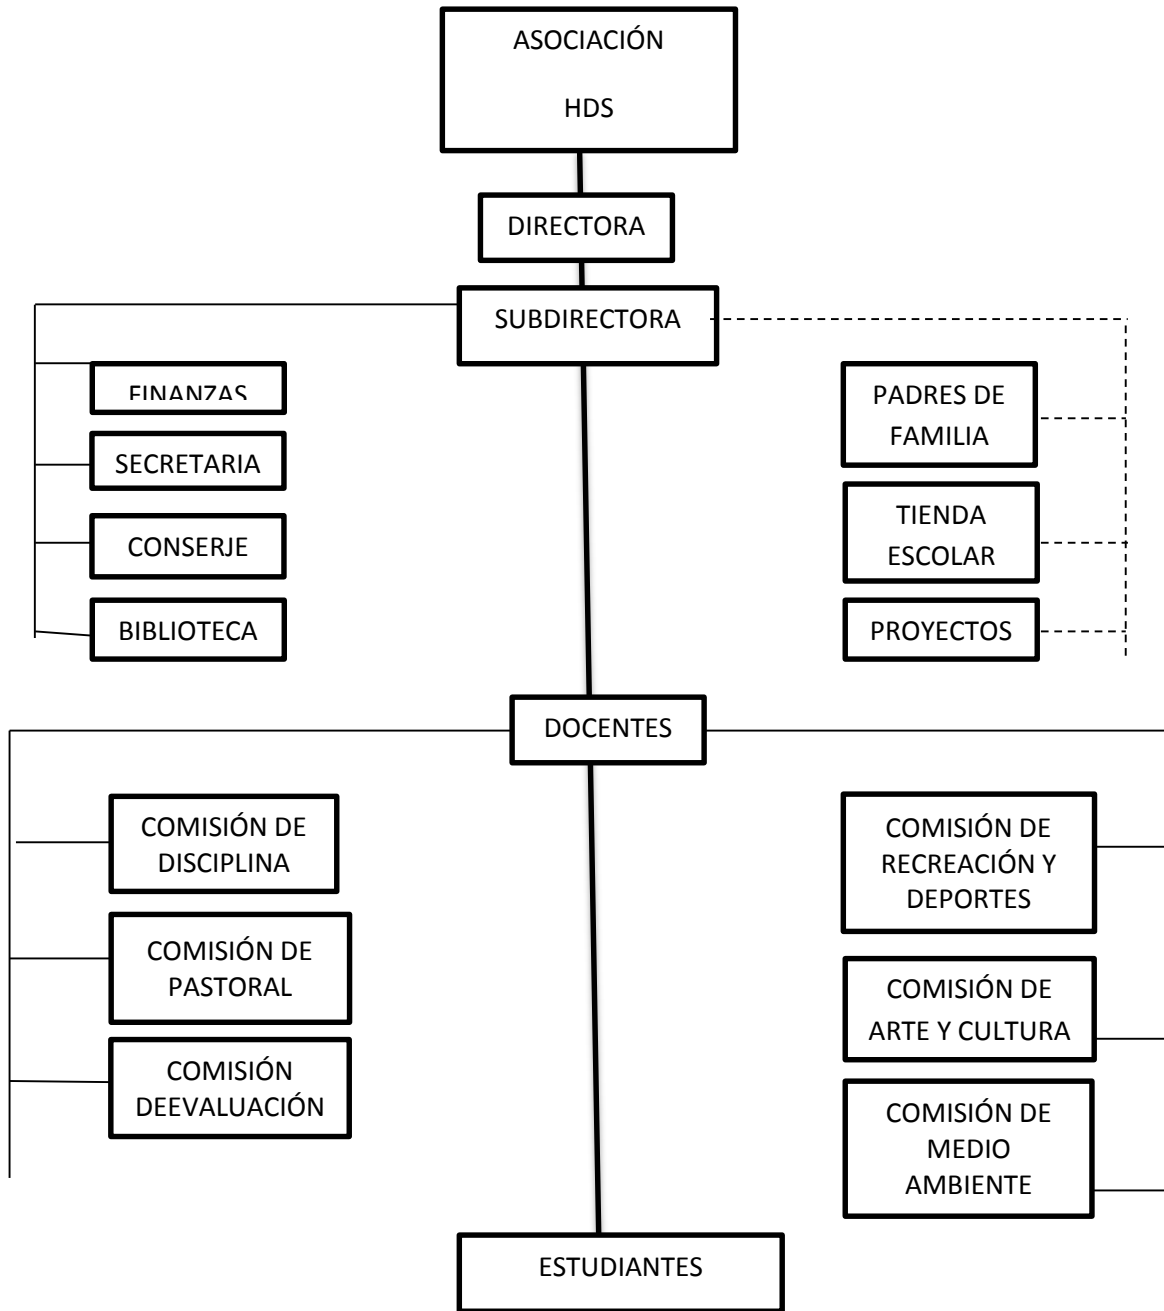 ASOCIACIÓN
HDS
DIRECTORA
SUBDIRECTORA
FINANZAS
SECRETARIA
CONSERJE
BIBLIOTECA
PADRES DE
FAMILIA
TIENDA
ESCOLAR
PROYECTOS
DOCENTES
COMISIÓN DE
DISCIPLINA
COMISIÓN DE
PASTORAL
COMISIÓN
DEEVALUACIÓN
COMISIÓN DE
RECREACIÓN Y
DEPORTES
COMISIÓN DE
ARTE Y CULTURA
COMISIÓN DE
MEDIO
AMBIENTE
ESTUDIANTES